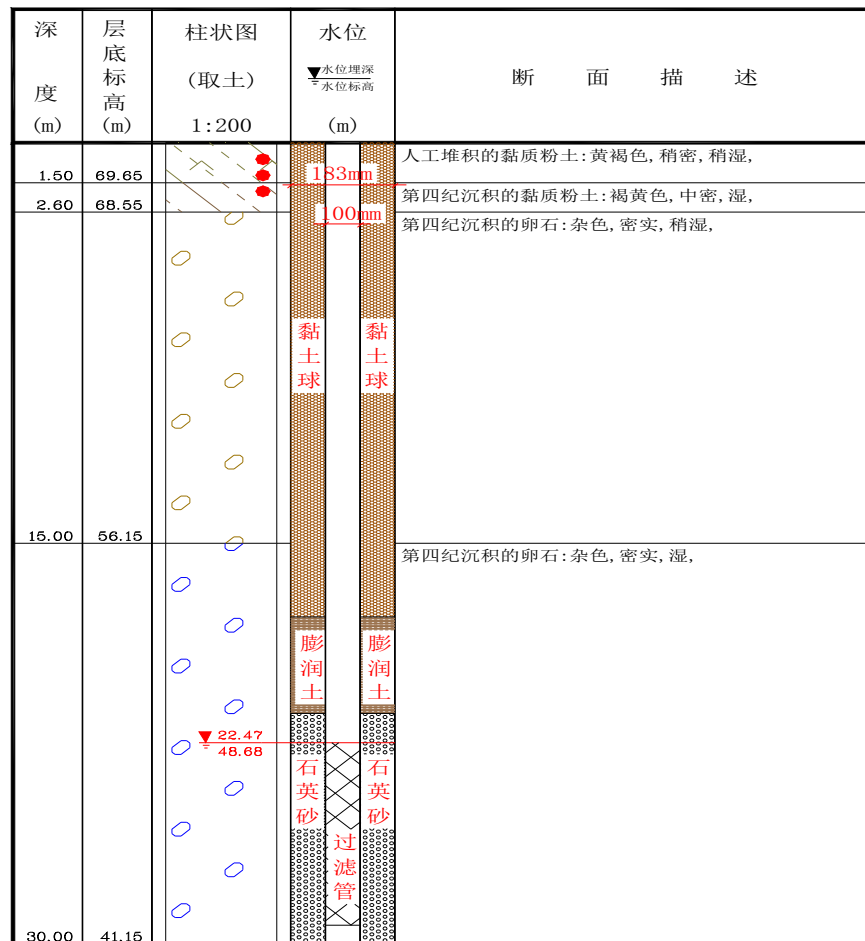 深度(m)
层底标高(m)
柱状图
(取土)
1:200
水位
水位埋深
水位标高
(m)
断面描述
人工堆积的黏质粉土:黄褐色,稍密,稍湿,
1.50 69.65
183mm
第四纪沉积的黏质粉土:褐黄色,中密,湿,
2.60 68.55
100mm
第四纪沉积的卵石:杂色,密实,稍湿,
黏土球
黏土球
15.00 56.15
第四纪沉积的卵石:杂色,密实,湿,
膨润土
膨润土
22.47
48.68
石英砂
石英砂
过滤管
30.00 41.15